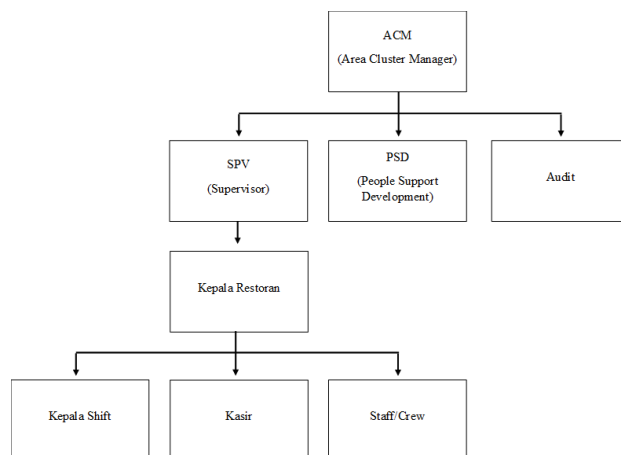 ACM
(Area Cluster Manager)
SPV
(Supervisor)
PSD
(People Support
Development)
Audit
Kepala Restoran
Kepala Shift
Kasir
Staff/Crew